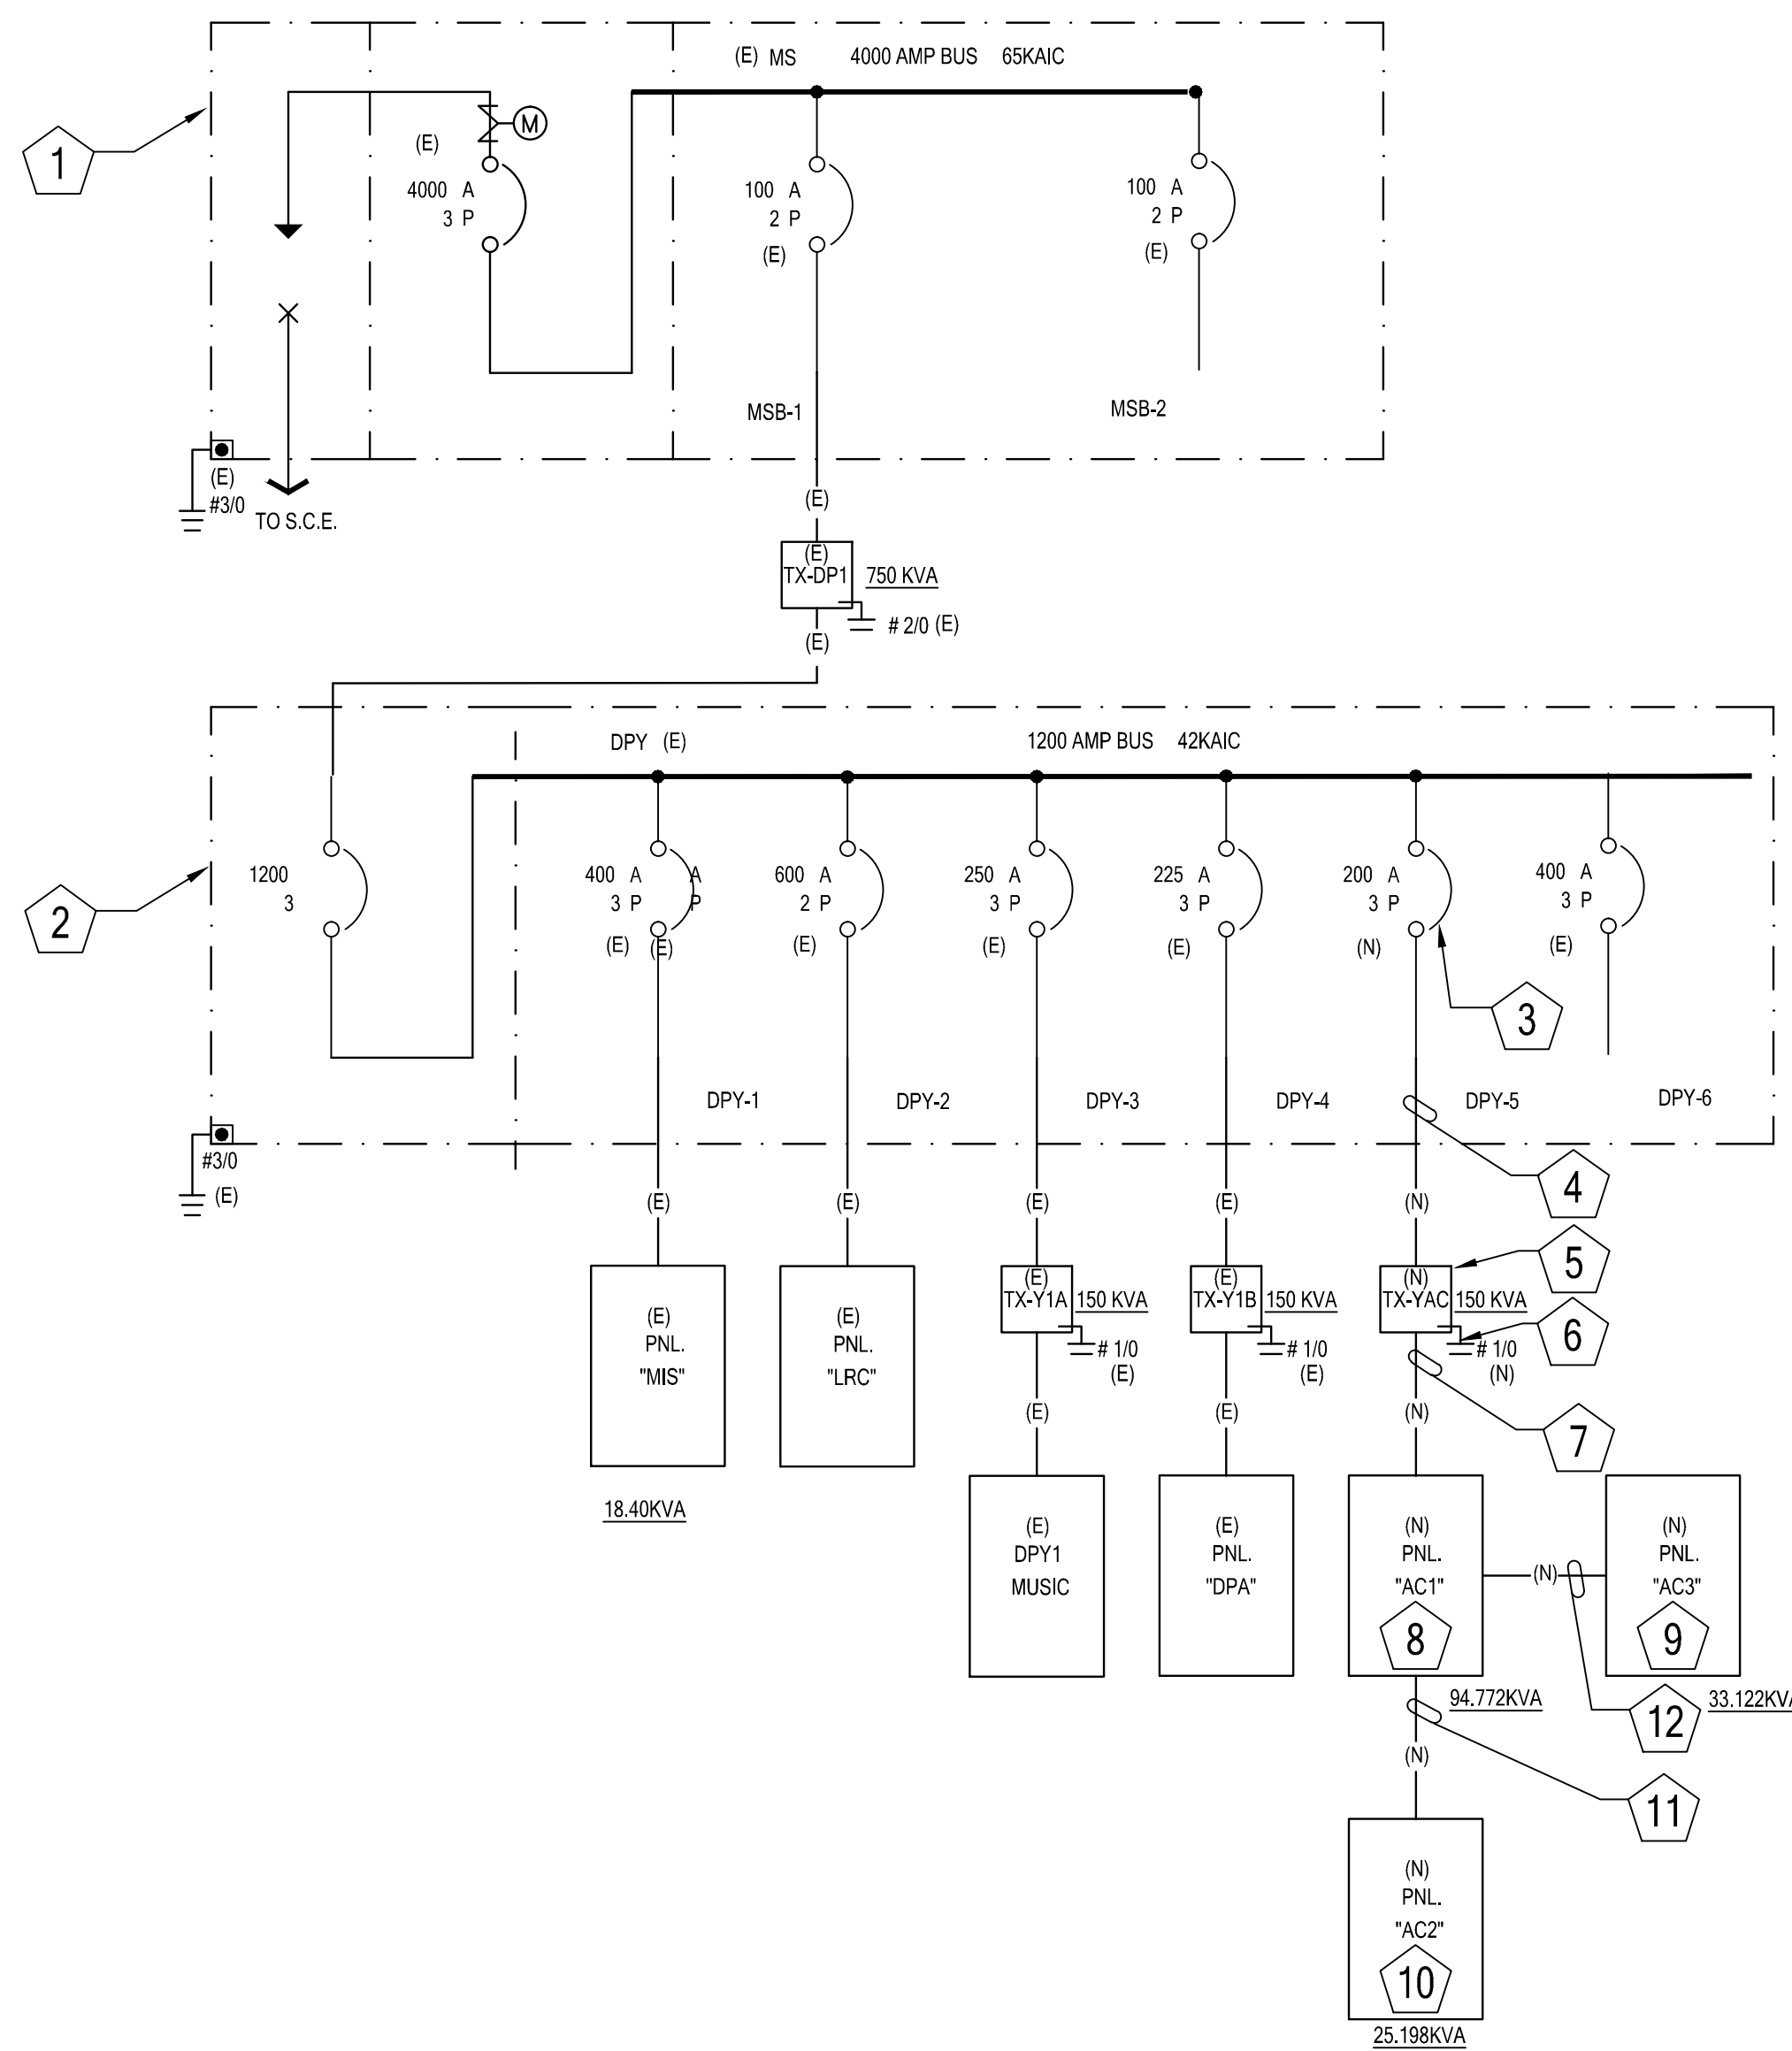 (E) MS 4000 AMP BUS 65KAIC
1
M
(E)
4000 A
3 P
100 A
2 P
(E)
100 A
2 P
(E)
MSB-1
MSB-2
(E)
#3/0
TO S.C.E.
(E)
(E)
TX-DP1
750 KVA
# 2/0 (E)
(E)
DPY (E) 1200 AMP BUS 42KAIC
2
1200
3
400 A A
3 P P
(E) (E)
600 A
2 P
(E)
250 A
3 P
(E)
225 A
3 P
(E)
200 A
3 P
(N)
400 A
3 P
(E)
3
DPY-1
DPY-2
DPY-3
DPY-4
DPY-5
DPY-6
#3/0
(E)
4
(E)
(E)
(E)
(E)
(N)
5
(E)
PNL.
"MIS"
18.40KVA
(E)
PNL.
"LRC"
(E)
TX-Y1A
150 KVA
# 1/0
(E)
(E)
(E)
TX-Y1B
150 KVA
# 1/0
(E)
(E)
(N)
TX-YAC
150 KVA
# 1/0
(N)
6
(N)
7
(E)
DPY1
MUSIC
(E)
PNL.
"DPA"
(N)
PNL.
"AC1"
8
94.772KVA
(N)
(N)
PNL.
"AC3"
9
12
(N)
11
(N)
PNL.
"AC2"
10
25.198KVA